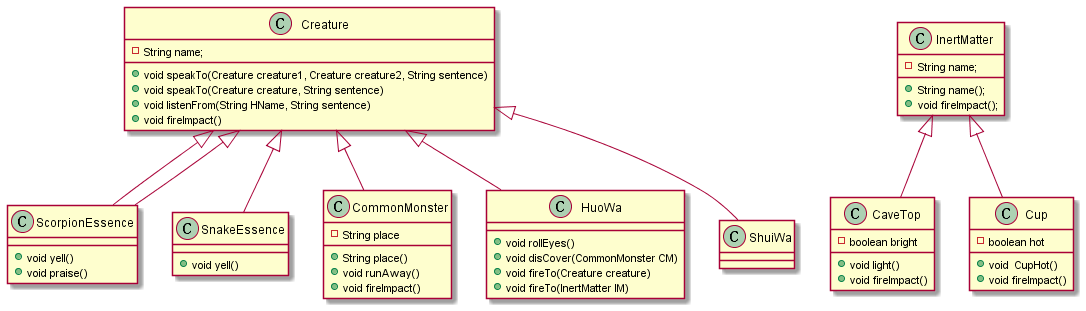 C Creature
String name;
void speakTo(Creature creature1, Creature creature2, String sentence)
void speakTo(Creature creature, String sentence)
void listenFrom(String HName, String sentence)
void fireImpact()
C InertMatter
String name;
String name();
void fireImpact();
C ScorpionEssence
void yell()
void praise()
C SnakeEssence
void yell()
C CommonMonster
String place
String place()
void runAway()
void fireImpact()
C HuoWa
void rollEyes()
void disCover(CommonMonster CM)
void fireTo(Creature creature)
void fireTo(InertMatter IM)
C ShuiWa
C CaveTop
boolean bright
void light()
void fireImpact()
C Cup
boolean hot
void CupHot()
void fireImpact()